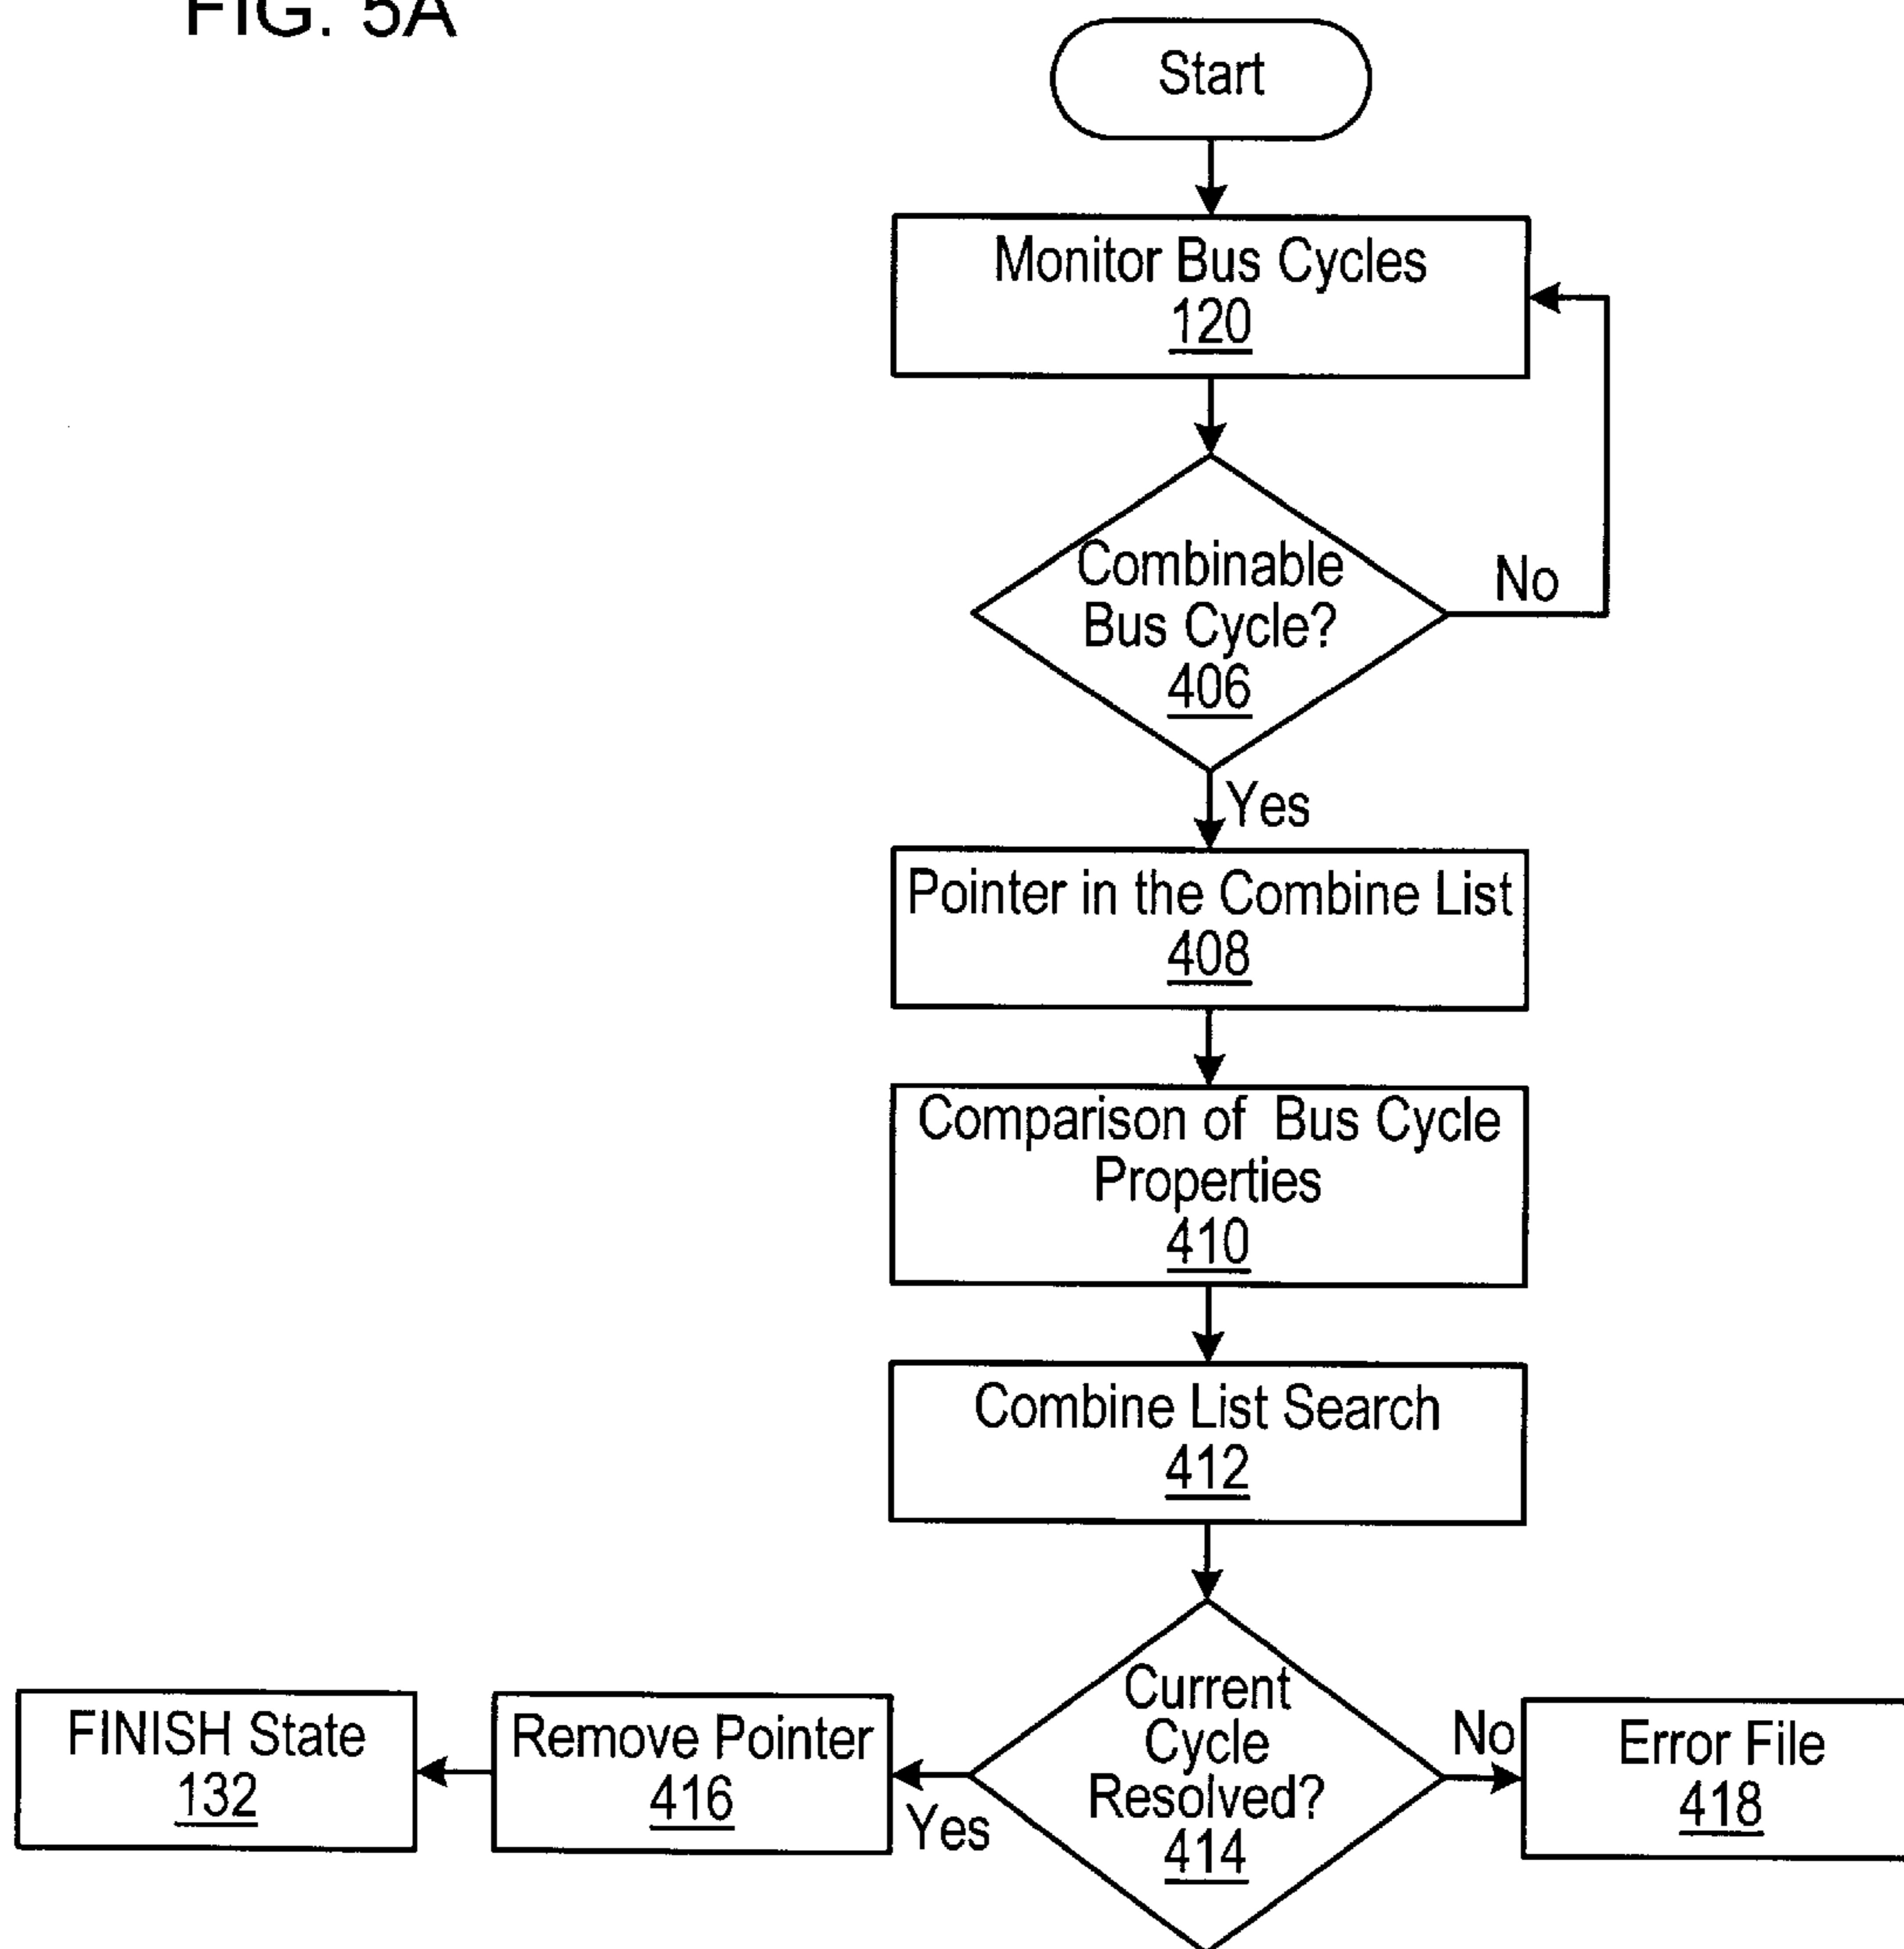 FIG. 5A
Start
Monitor Bus Cycles
120
Combinable
Bus Cycle?
406
No
Yes
Pointer in the Combine List
408
Comparison of Bus Cycle
Properties
410
Combine List Search
412
Current
Cycle
Resolved?
414
Yes
No
Remove Pointer
416
FINISH State
132
Error File
418